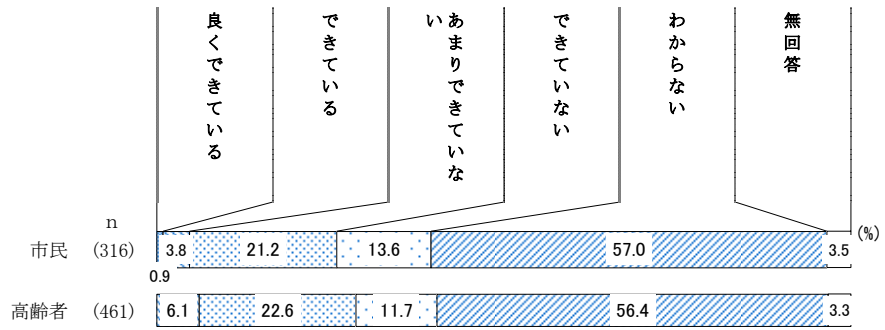 良くできている
できている
あまりできていな
い
できていない
わからない
無回答
n
(%)
市民 (316) 3.8 21.2 13.6 57.0 3.5
0.9
高齢者 (461) 6.1 22.6 11.7 56.4 3.3